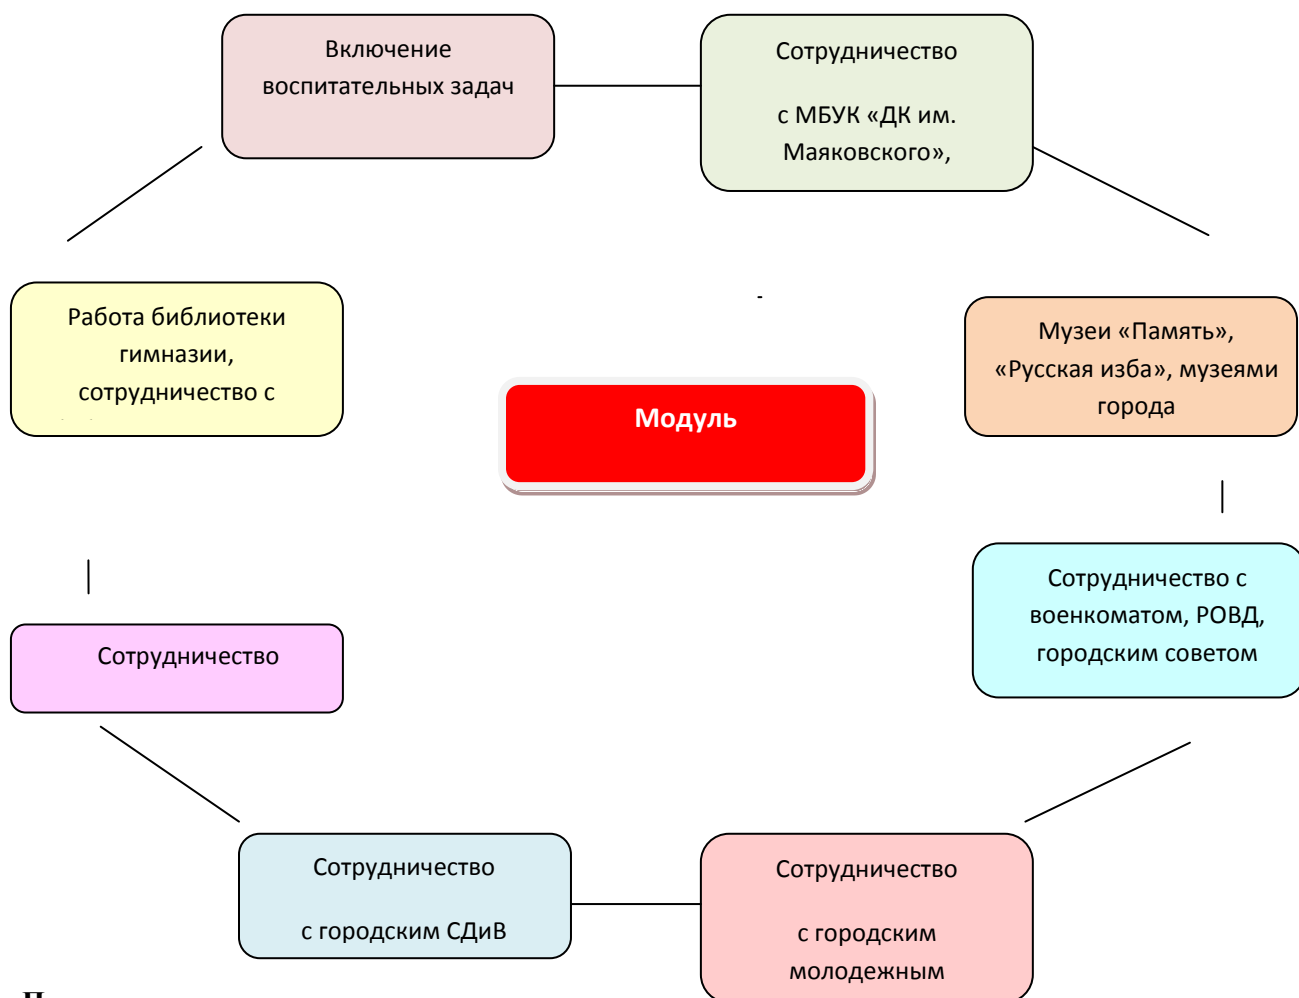 Включение
воспитательных задач
Сотрудничество
с МБУК «ДК им.
Маяковского»,
Работа библиотеки
гимназии,
сотрудничество с
Музеи «Память»,
«Русская изба», музеями
города
Модуль
Сотрудничество с
военкоматом, РОВД,
городским советом
Сотрудничество
Сотрудничество
с городским СДиВ
Сотрудничество
с городским
молодежным